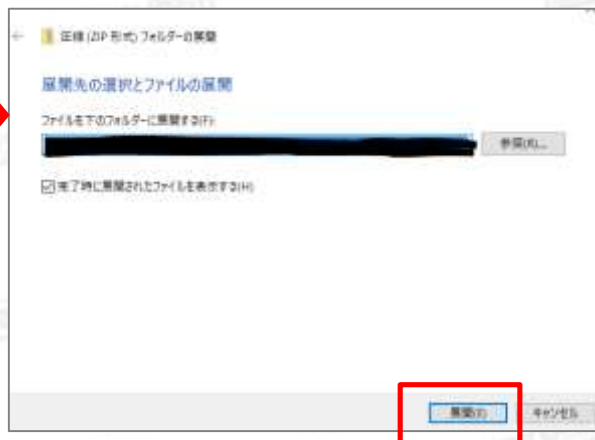 圧縮 (ZIP 形式) フォルダーの展開
展開先の選択とファイルの展開
ファイルを下のフォルダーに展開する(F):
参照(R)...
完了時に展開されたファイルを表示する(H)
展開(E)
キャンセル